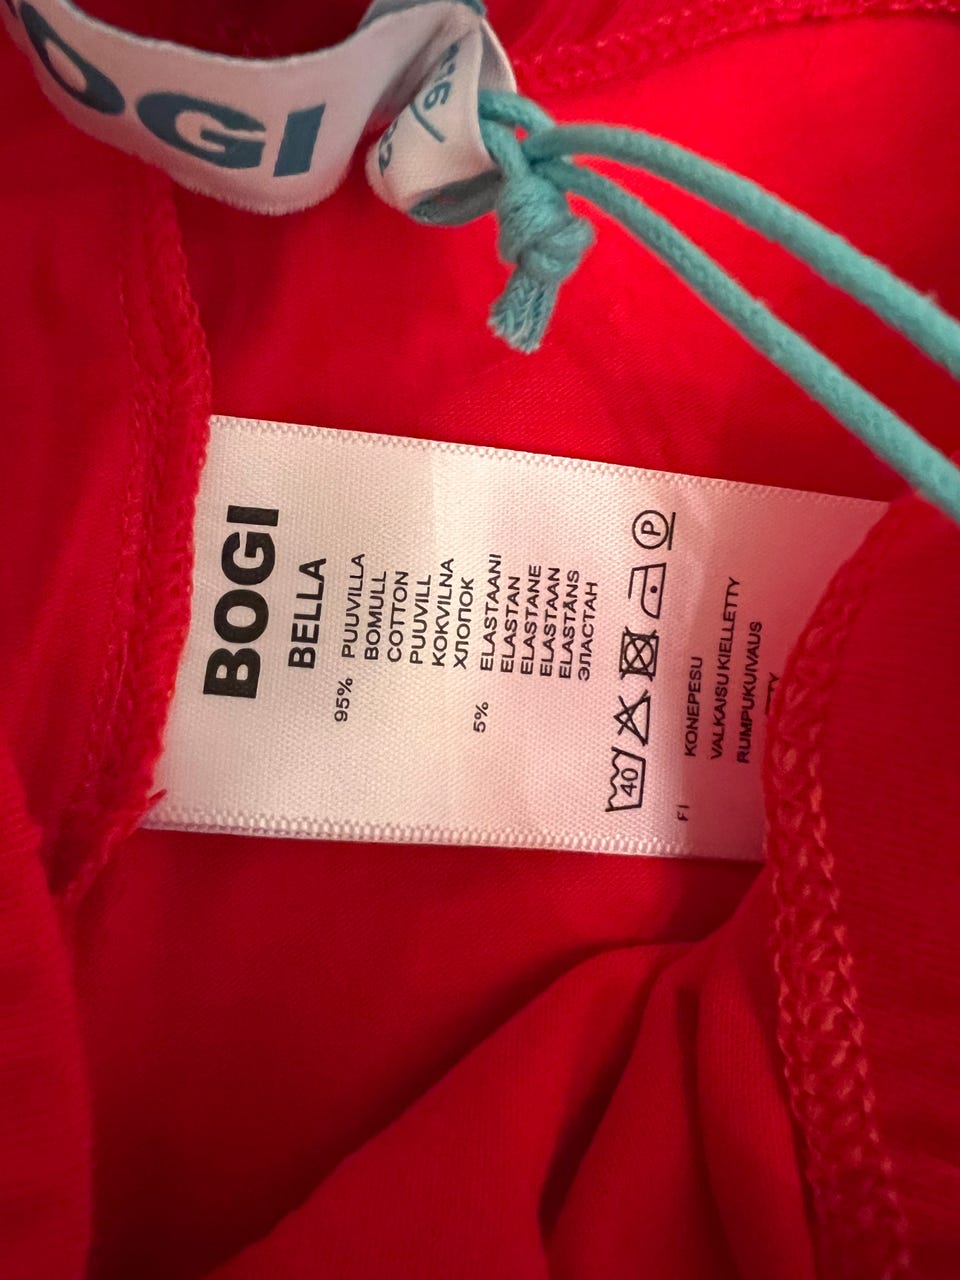 OGI
BOGI
BELLA
95% PUUVILLA
BOMULL
COTTON
PUUVILL
KOKVILNA
ХЛОПОК
5% ELASTAANI
ELASTAN
ELASTANE
ELASTAAN
ELASTĀNS
ЭЛАСТАН
40 P
FI KONEPESU
VALKAISU KIELLETTY
RUMPUKUIVAUS